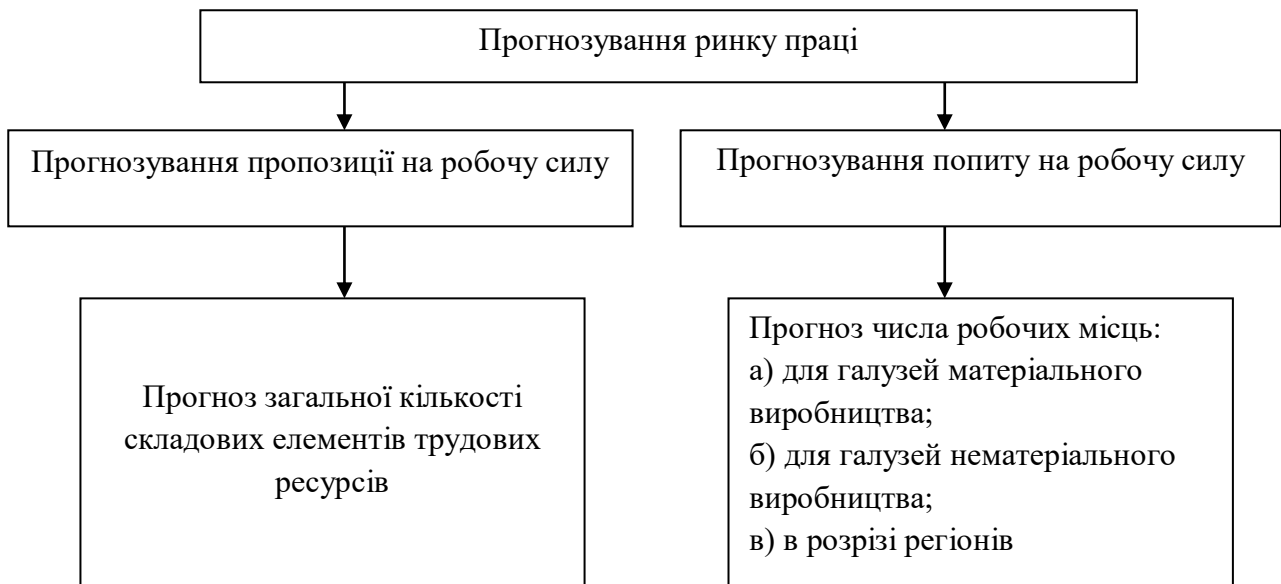 Прогнозування ринку праці
Прогнозування пропозиції на робочу силу
Прогнозування попиту на робочу силу
Прогноз загальної кількості
складових елементів трудових
ресурсів
Прогноз числа робочих місць:
а) для галузей матеріального
виробництва;
б) для галузей нематеріального
виробництва;
в) в розрізі регіонів